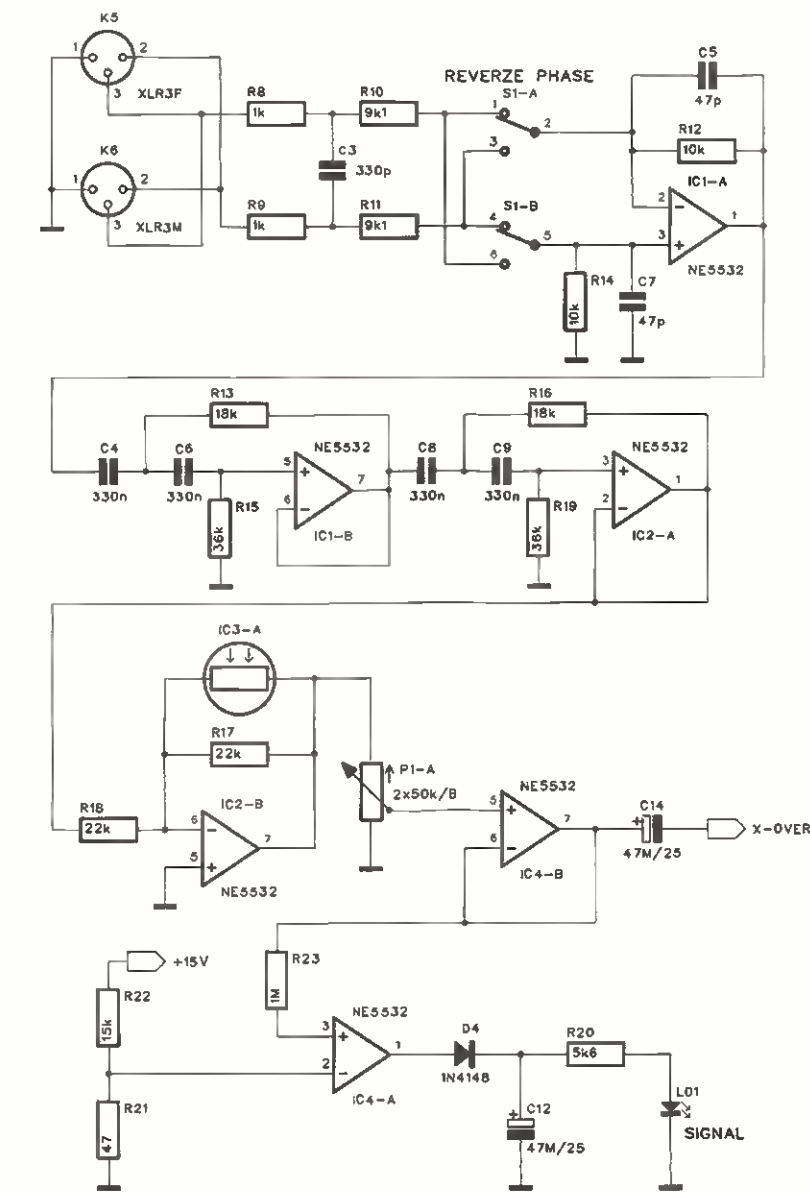 K5
1
2
3
XLR3F
K6
1
2
3
XLR3M
R8
1k
R10
9k1
C3
330p
R9
1k
R11
9k1
REVERZE PHASE
S1-A
1
2
3
S1-B
4
5
6
C5
47p
R12
10k
IC1-A
2
3
1
NE5532
R14
10k
C7
47p
R13
18k
C4
330n
C6
330n
NE5532
5
6
7
R15
36k
IC1-B
R16
18k
C8
330n
C9
330n
NE5532
3
2
1
R19
36k
IC2-A
IC3-A
R17
22k
R18
22k
IC2-B
6
5
7
NE5532
P1-A
2x50k/B
NE5532
5
6
7
IC4-B
C14
+
47M/25
X-OVER
+15V
R22
15k
R23
1M
NE5532
3
2
1
IC4-A
R21
47
D4
1N4148
R20
5k6
C12
+
47M/25
LD1
SIGNAL